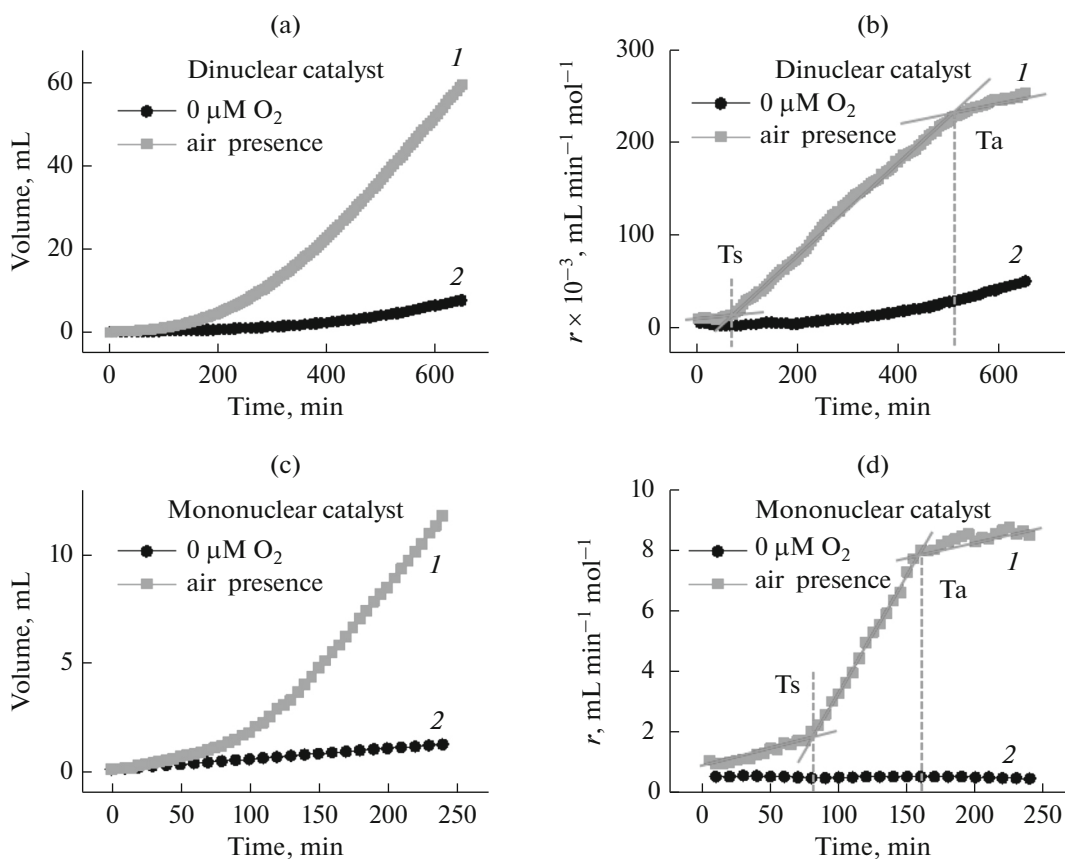 (a)
Dinuclear catalyst
0 μM O₂
air presence
1
2
Volume, mL
60
40
20
0
0 200 400 600
Time, min
(b)
Dinuclear catalyst
0 μM O₂
air presence
1
Ta
Ts
2
r × 10⁻³, mL min⁻¹ mol⁻¹
300
200
100
0
0 200 400 600
Time, min
(c)
Mononuclear catalyst
0 μM O₂
air presence
1
2
Volume, mL
10
5
0
0 50 100 150 200 250
Time, min
(d)
Mononuclear catalyst
0 μM O₂
air presence
1
Ta
Ts
2
r, mL min⁻¹ mol⁻¹
10
8
6
4
2
0
0 50 100 150 200 250
Time, min